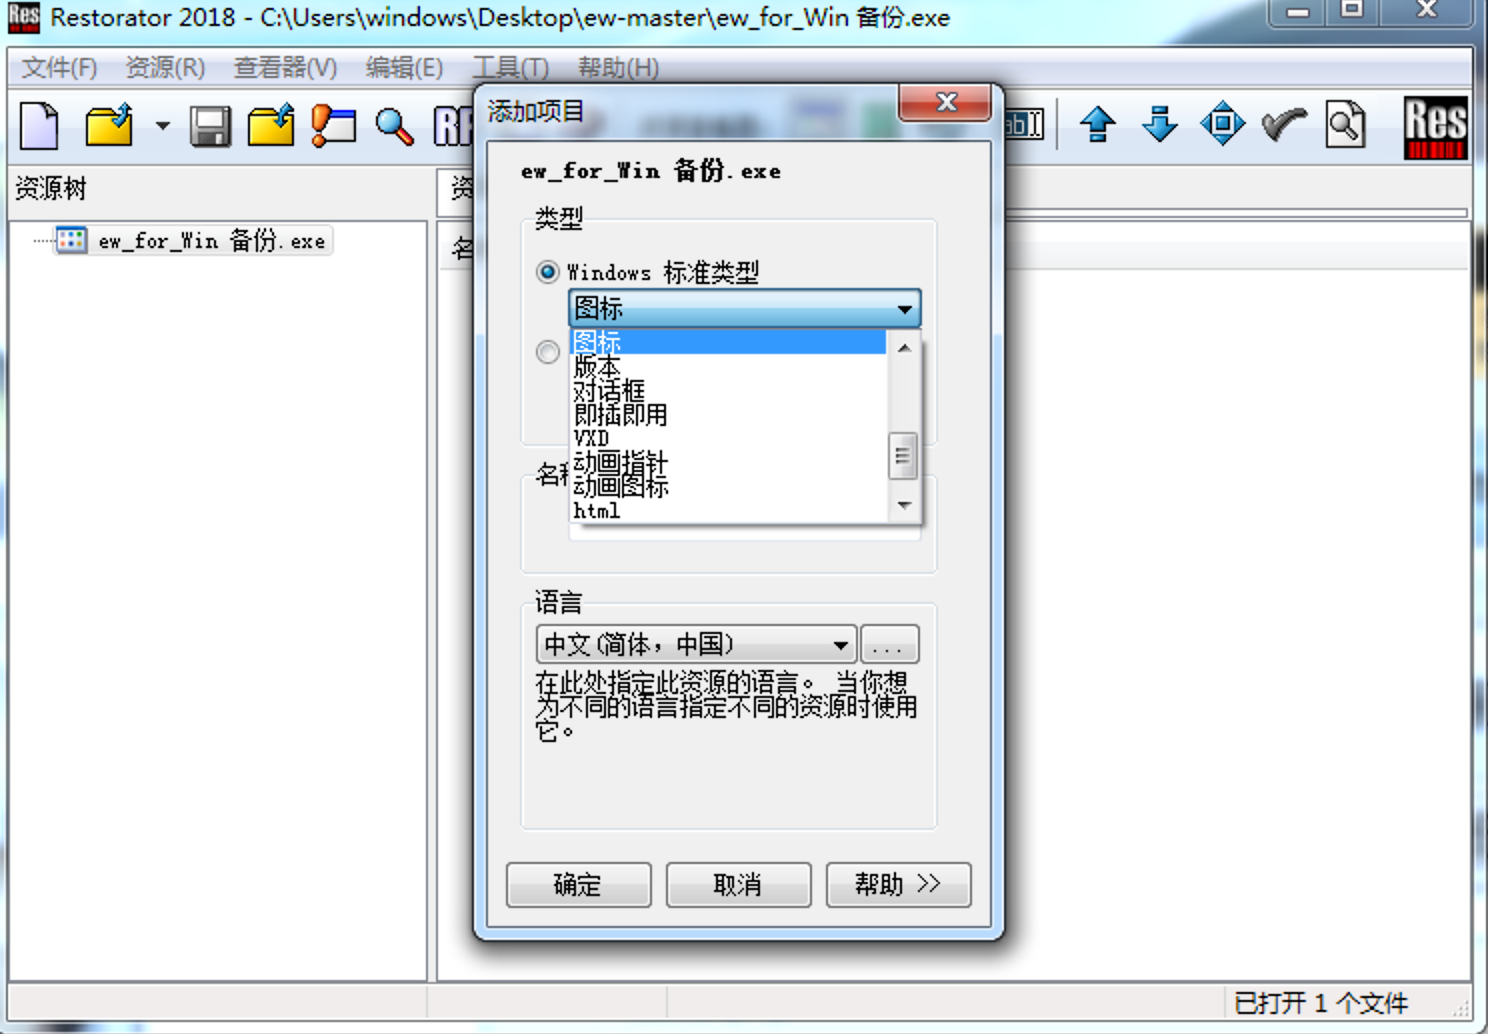 Res Restorator 2018 - C:\Users\windows\Desktop\ew-master\ew_for_Win 备份.exe
文件(F) 资源(R) 查看器(V) 编辑(E) 工具(T) 帮助(H)
添加项目
Res
资源树
资
ew_for_Win 备份.exe
名
ew_for_Win 备份.exe
类型
Windows 标准类型
图标
图标
版本
对话框
即插即用
VXD
动画指针
动画图标
html
名称
语言
中文(简体，中国)
...
在此处指定此资源的语言。 当你想
为不同的语言指定不同的资源时使用
它。
确定 取消 帮助 >>
已打开 1 个文件